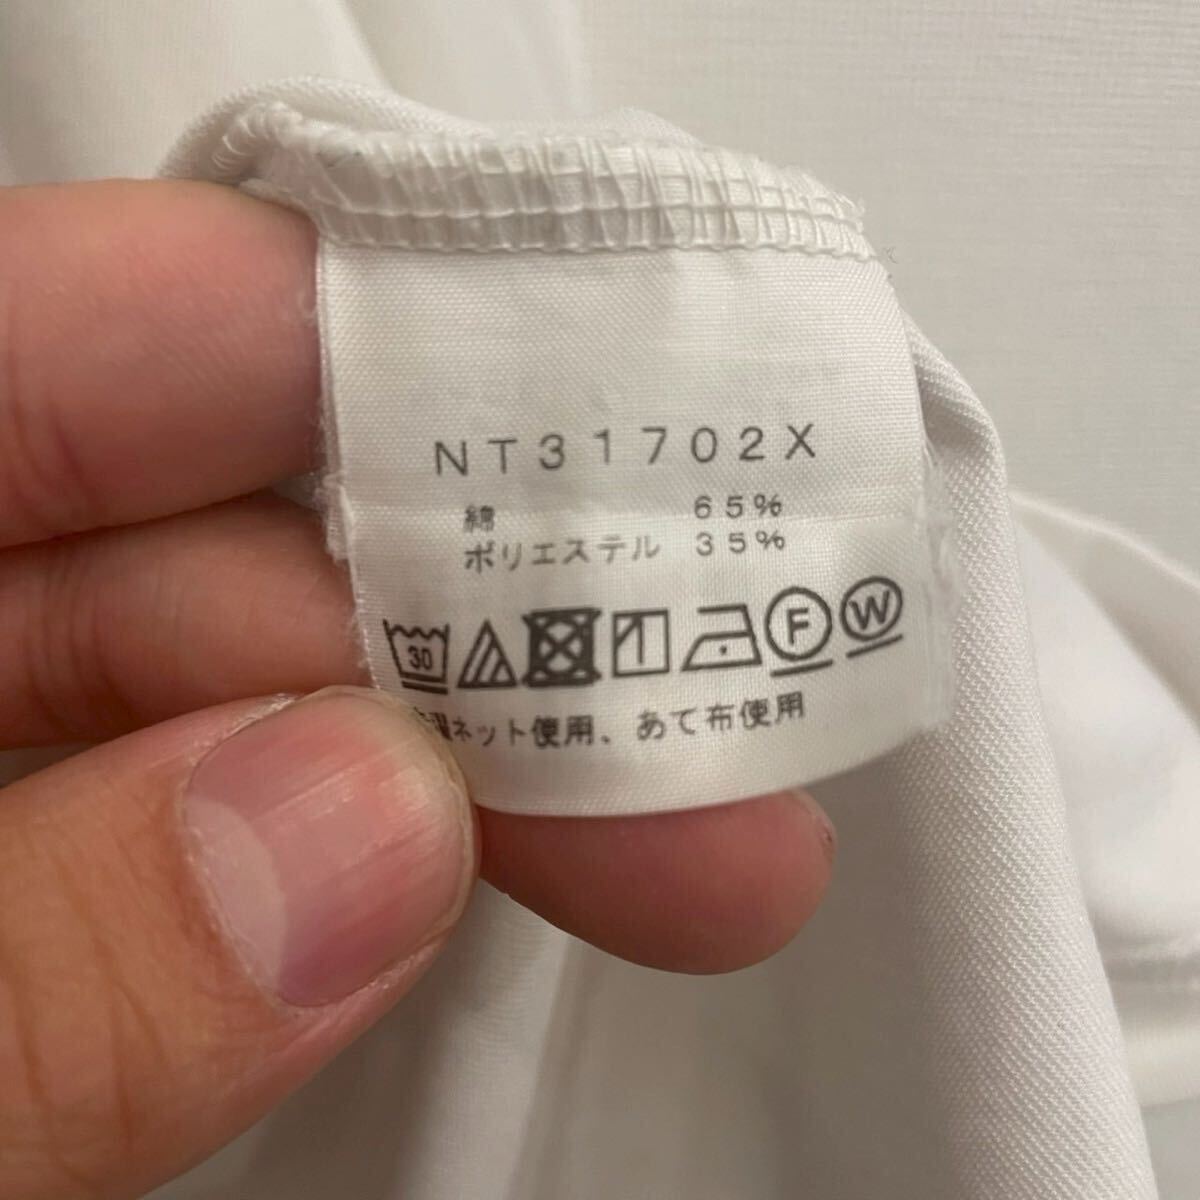 NT31702X
綿 65%
ポリエステル 35%
30 F W
ネット使用、あて布使用